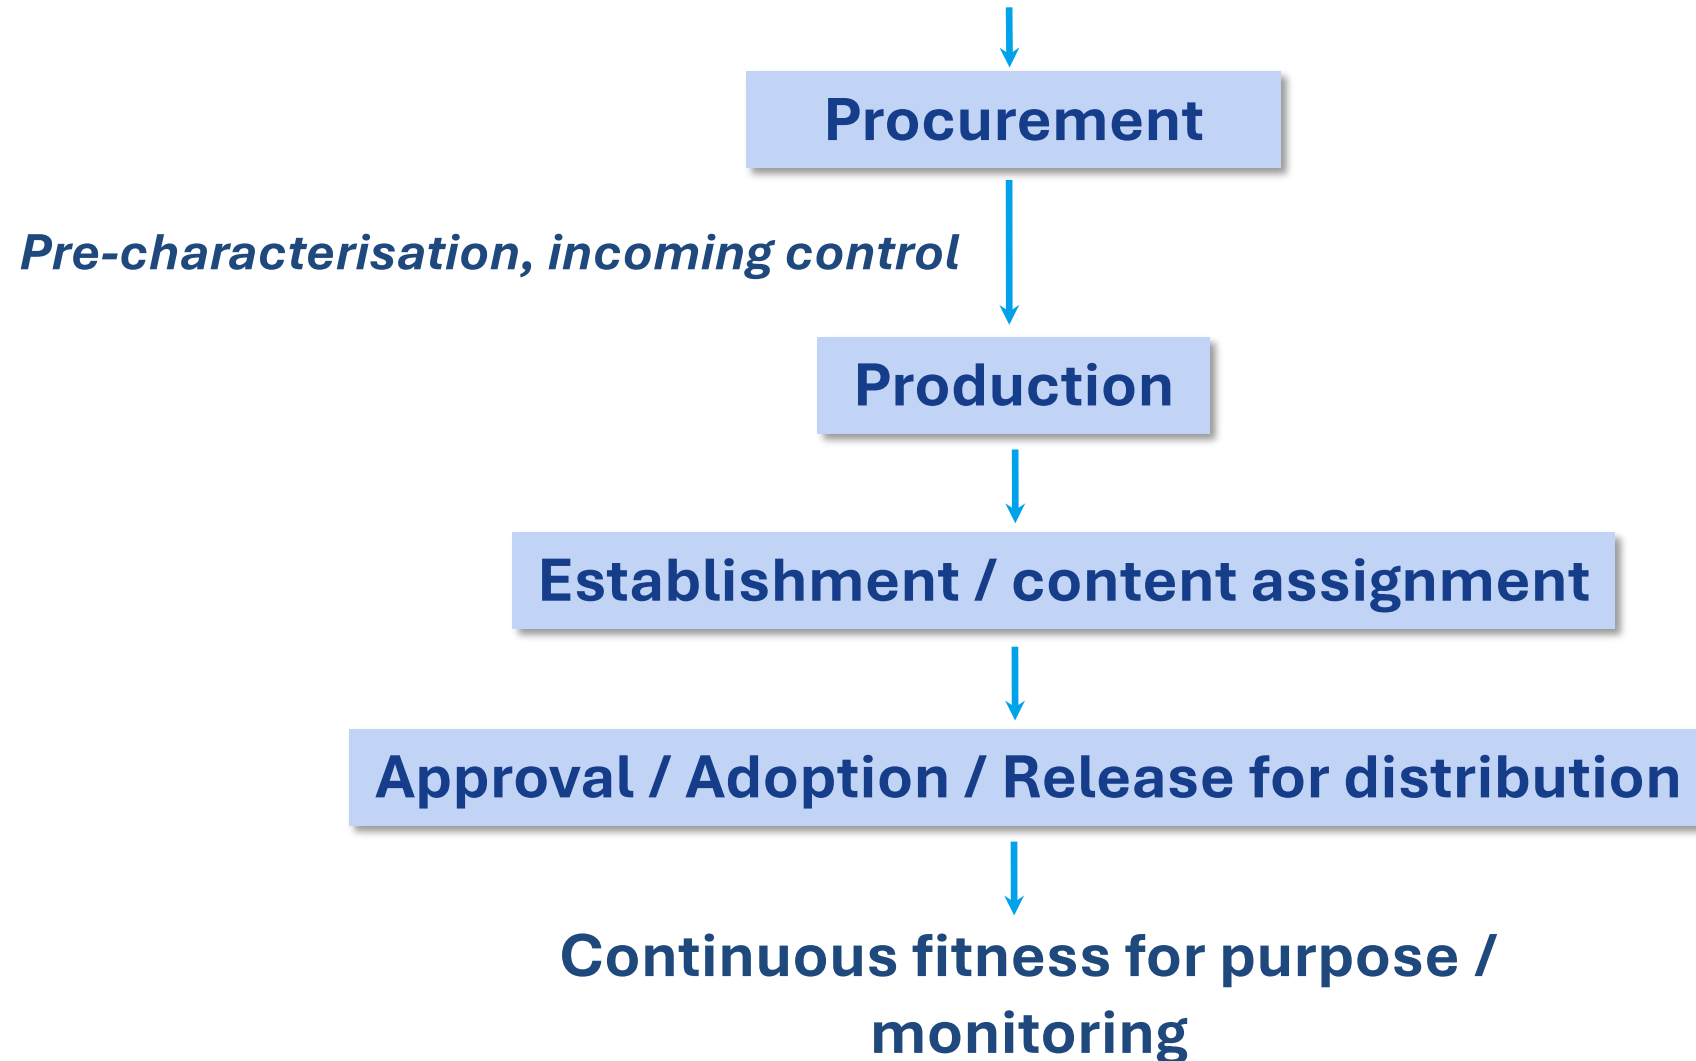 Procurement
Pre-characterisation, incoming control
Production
Establishment / content assignment
Approval / Adoption / Release for distribution
Continuous fitness for purpose /
monitoring